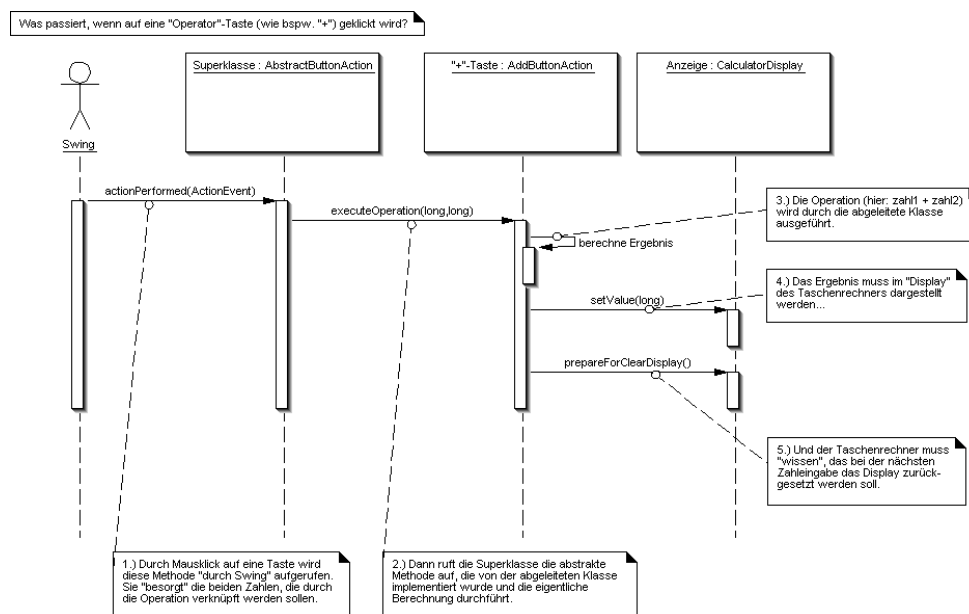 Was passiert, wenn auf eine "Operator"-Taste (wie bspw. "+") geklickt wird?
Superklasse : AbstractButtonAction
"+"-Taste : AddButtonAction
Anzeige : CalculatorDisplay
Swing
actionPerformed(ActionEvent)
executeOperation(long,long)
berechne Ergebnis
setValue(long)
prepareForClearDisplay()
3.) Die Operation (hier: zahl1 + zahl2)
wird durch die abgeleitete Klasse
ausgeführt.
4.) Das Ergebnis muss im "Display"
des Taschenrechners dargestellt
werden...
5.) Und der Taschenrechner muss
"wissen", das bei der nächsten
Zahleingabe das Display zurück-
gesetzt werden soll.
1.) Durch Mausklick auf eine Taste wird
diese Methode "durch Swing" aufgerufen.
Sie "besorgt" die beiden Zahlen, die durch
die Operation verknüpft werden sollen.
2.) Dann ruft die Superklasse die abstrakte
Methode auf, die von der abgeleiteten Klasse
implementiert wurde und die eigentliche
Berechnung durchführt.